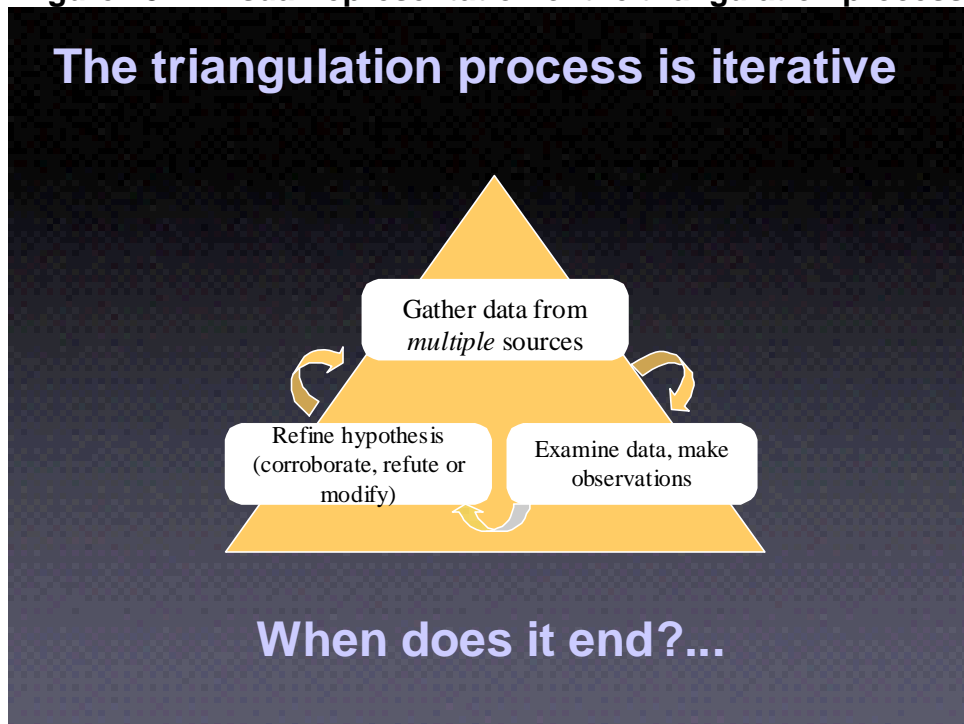 The triangulation process is iterative
Gather data from
multiple sources
Refine hypothesis
(corroborate, refute or
modify)
Examine data, make
observations
When does it end?...